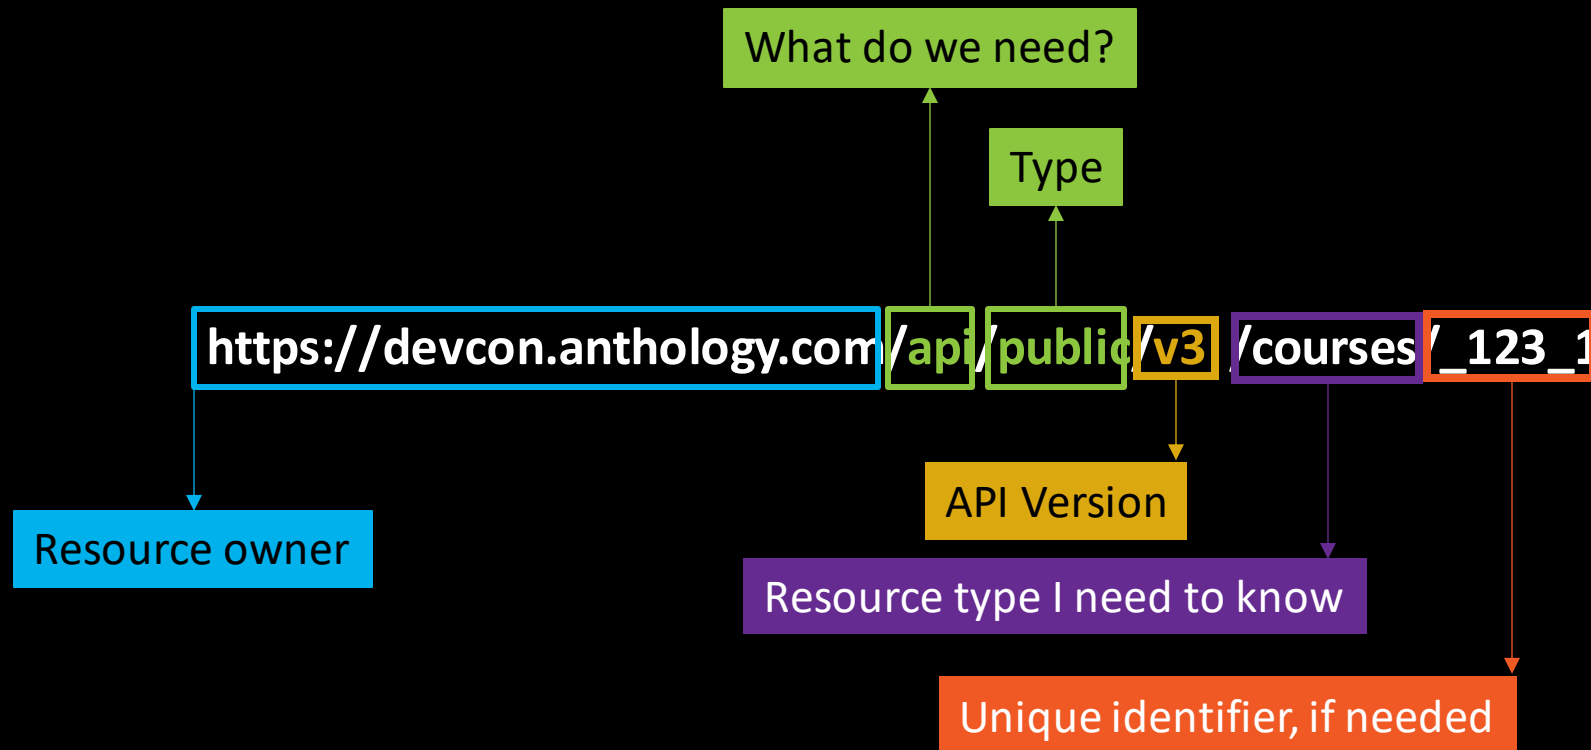 What do we need?
Type
https://devcon.anthology.com/api/public/v3 /courses/_123_1
API Version
Resource owner
Resource type I need to know
Unique identifier, if needed